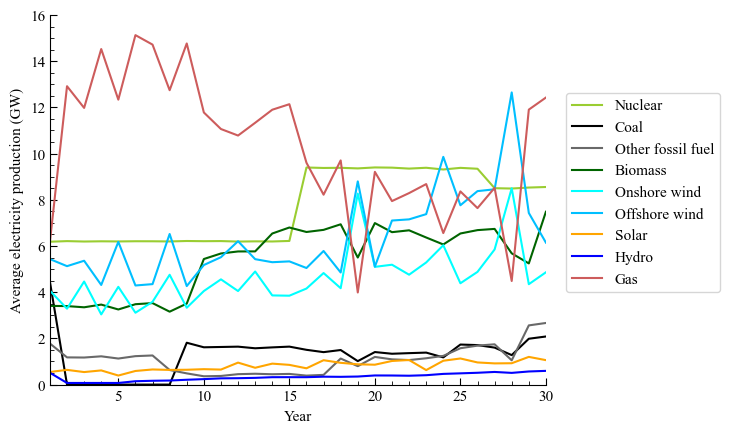 16
14
12
10
8
6
4
2
0
Average electricity production (GW)
5
10
15
20
25
30
Year
Nuclear
Coal
Other fossil fuel
Biomass
Onshore wind
Offshore wind
Solar
Hydro
Gas